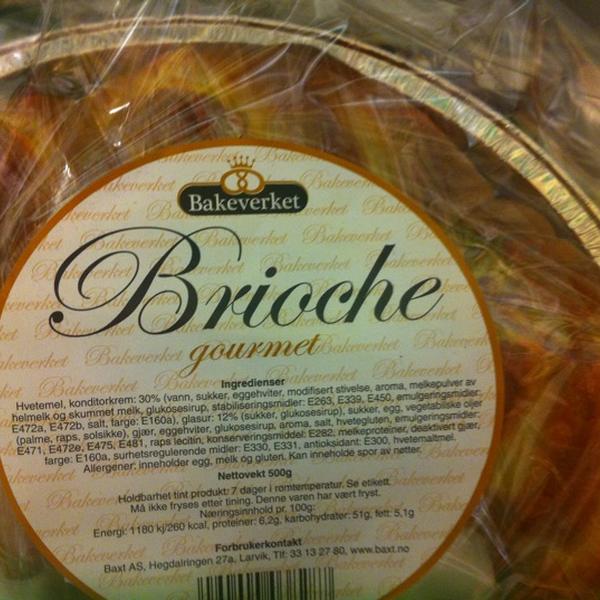 Bakeverket
Brioche
gourmet
Ingredienser
Hvetemel, konditorkrem: 30% (vann, sukker, eggehviter, modifisert stivelse, aroma, melkepulver av
helmelk og skummet melk, glukosesirup, stabiliseringsmidler: E263, E339, E450, emulgeringsmidler:
E472a, E472b, salt, farge: E160a), glasur: 12% (sukker, glukosesirup), sukker, egg, vegetabilske oljer
(palme, raps, solsikke), gjær, eggehviter, glukosesirup, aroma, salt, hvetegluten, emulgeringsmidler:
E471, E472e, E475, E481, raps lecitin, konserveringsmiddel: E282, melkeproteiner, deaktivert gjær,
farge: E160a, surhetsregulerende midler: E330, E331, antioksidant: E300, hvetemaltmel.
Allergener: inneholder egg, melk og gluten. Kan inneholde spor av nøtter.
Nettovekt 500g
Holdbarhet tint produkt: 7 dager i romtemperatur. Se etikett.
Må ikke fryses etter tining. Denne varen har vært fryst.
Næringsinnhold pr. 100g:
Energi: 1180 kj/260 kcal, proteiner: 6,2g, karbohydrater: 51g, fett: 5,1g
Forbrukerkontakt
Baxt AS, Hegdalringen 27a, Larvik, Tlf: 33 13 27 80, www.baxt.no